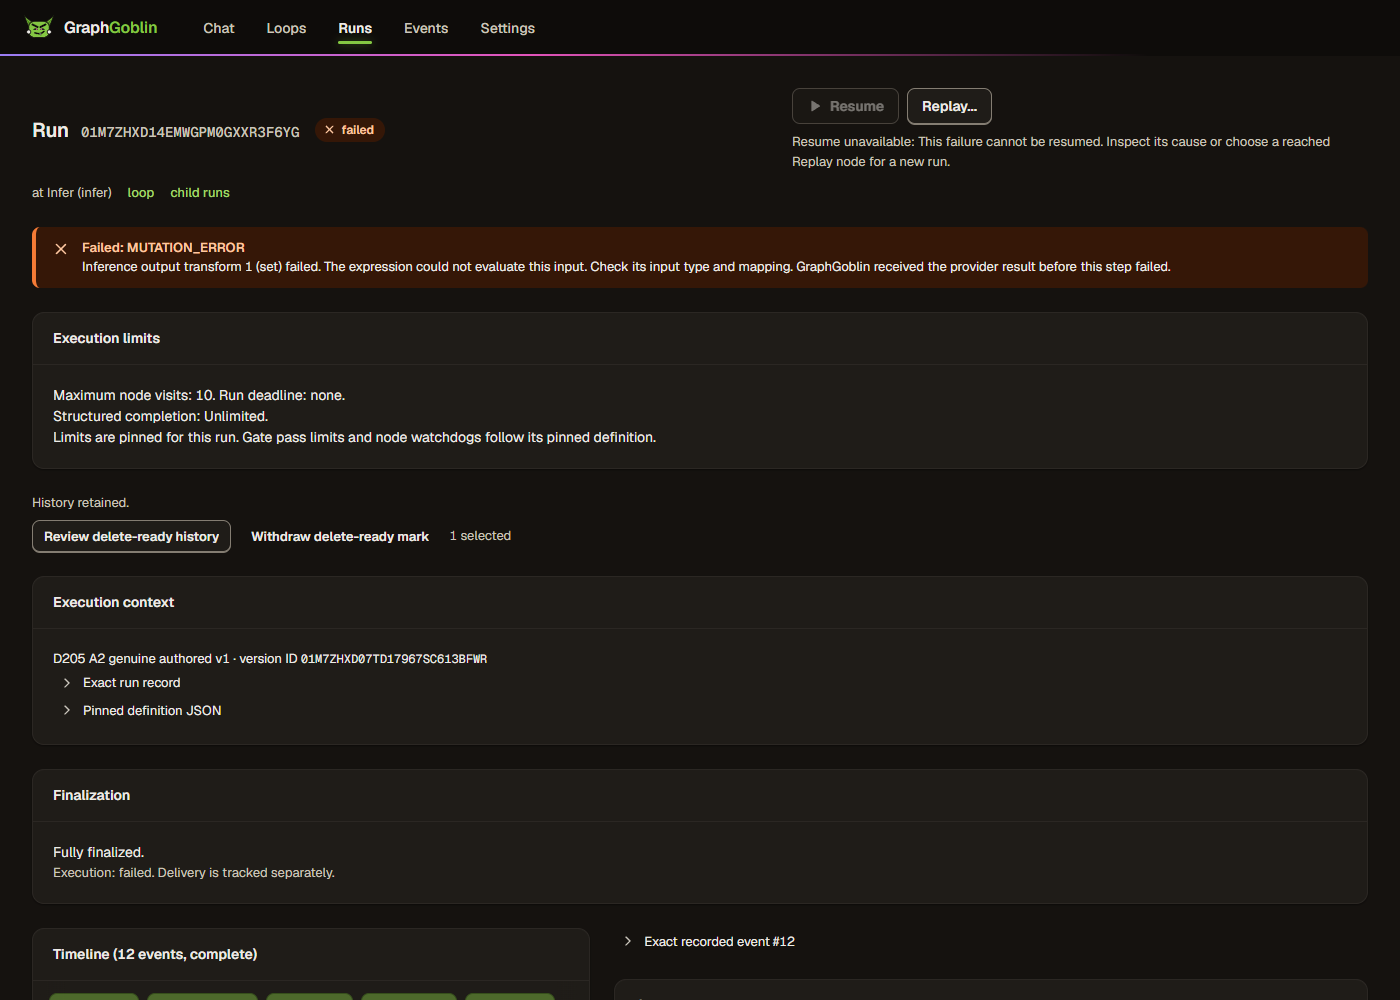 GraphGoblin
Chat
Loops
Runs
Events
Settings
Run 01M7ZHXD14EMWGPM0GXXR3F6YG failed
Resume
Replay...
Resume unavailable: This failure cannot be resumed. Inspect its cause or choose a reached
Replay node for a new run.
at Infer (infer) loop child runs
Failed: MUTATION_ERROR
Inference output transform 1 (set) failed. The expression could not evaluate this input. Check its input type and mapping. GraphGoblin received the provider result before this step failed.
Execution limits
Maximum node visits: 10. Run deadline: none.
Structured completion: Unlimited.
Limits are pinned for this run. Gate pass limits and node watchdogs follow its pinned definition.
History retained.
Review delete-ready history
Withdraw delete-ready mark
1 selected
Execution context
D205 A2 genuine authored v1 · version ID 01M7ZHXD07TD17967SC613BFWR
Exact run record
Pinned definition JSON
Finalization
Fully finalized.
Execution: failed. Delivery is tracked separately.
Timeline (12 events, complete)
Exact recorded event #12